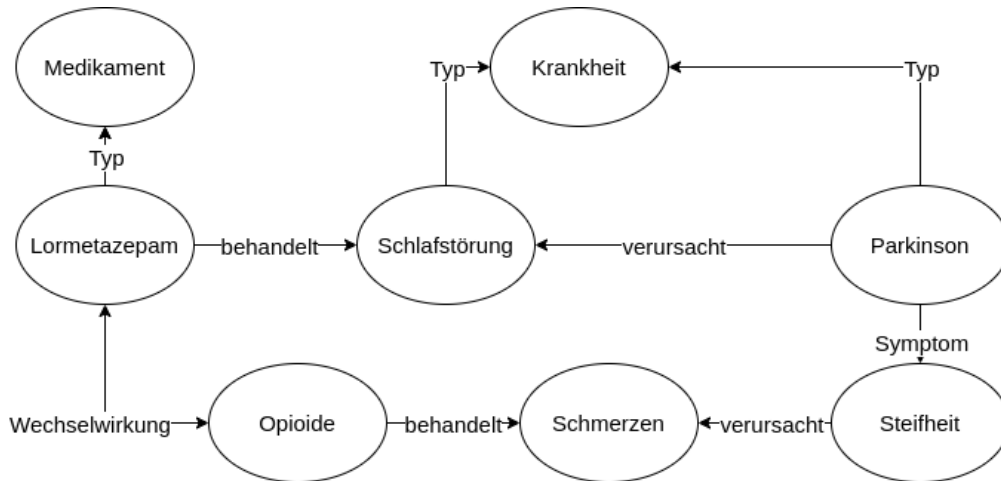 Medikament
Typ
Krankheit
Typ
Typ
Lormetazepam
behandelt
Schlafstörung
verursacht
Parkinson
Symptom
Wechselwirkung
Opioide
behandelt
Schmerzen
verursacht
Steifheit